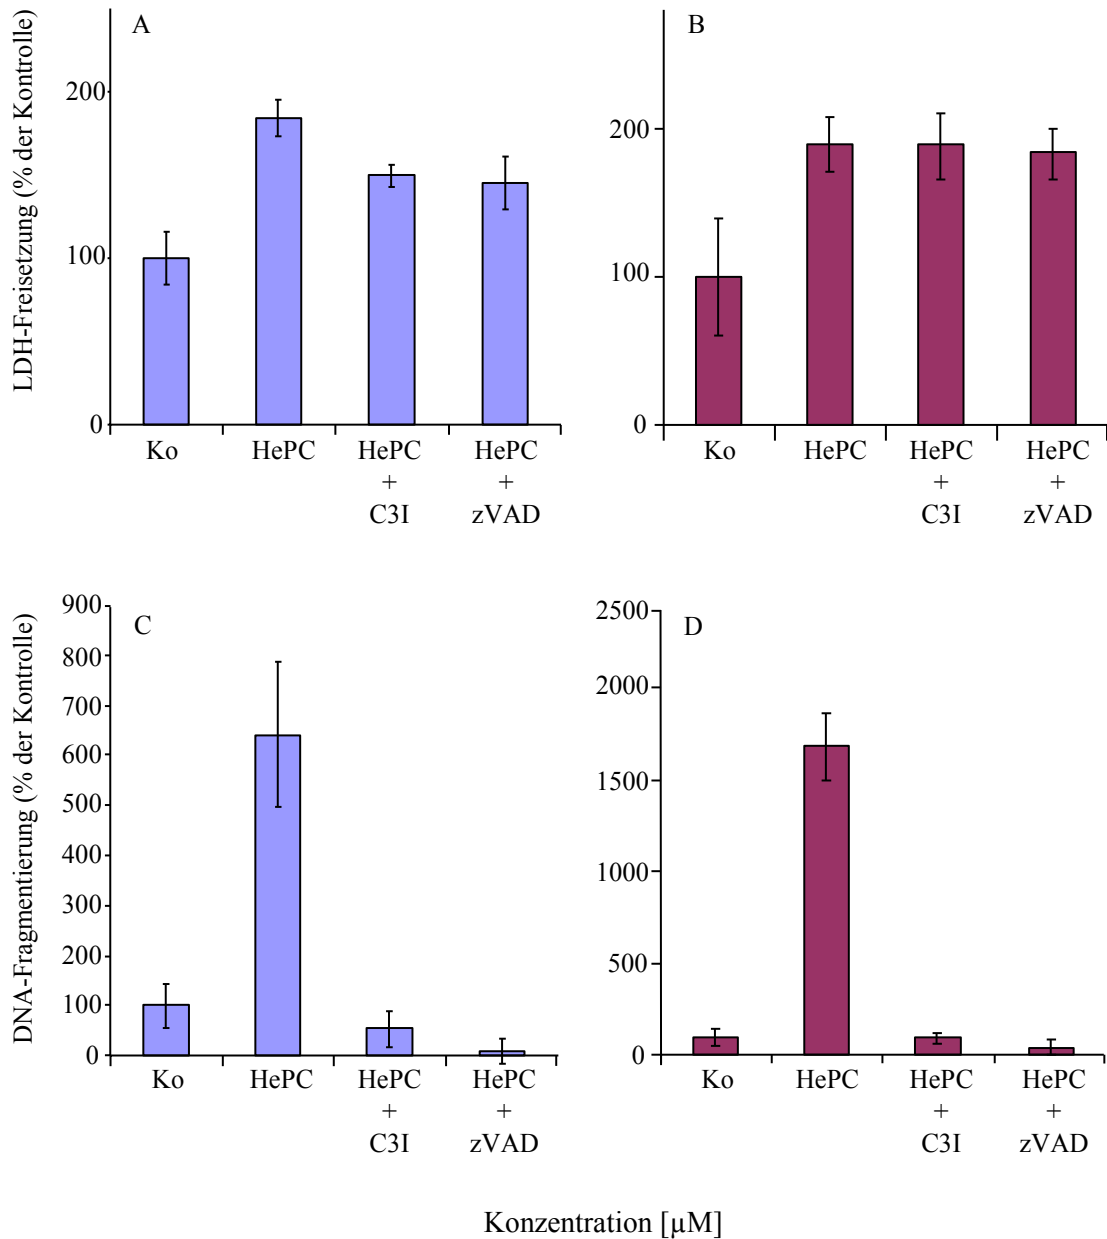 LDH-Freisetzung (% der Kontrolle)
A
200
100
0
Ko HePC HePC HePC
+ +
C3I zVAD
B
200
100
0
Ko HePC HePC HePC
+ +
C3I zVAD
DNA-Fragmentierung (% der Kontrolle)
C
900
800
700
600
500
400
300
200
100
0
Ko HePC HePC HePC
+ +
C3I zVAD
D
2500
2000
1500
1000
500
0
Ko HePC HePC HePC
+ +
C3I zVAD
Konzentration [µM]